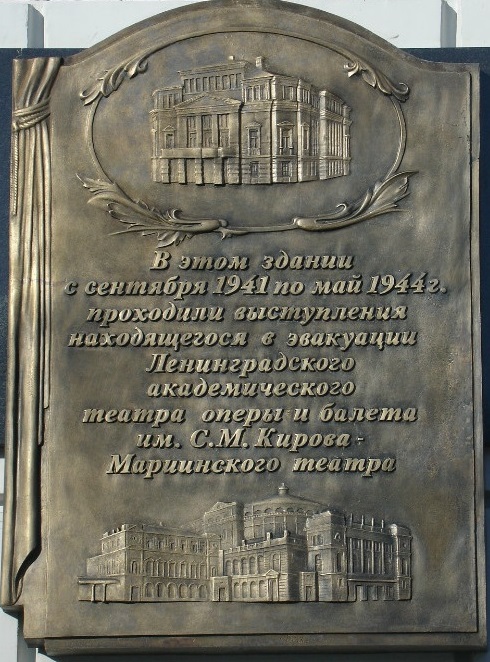 В этом здании
с сентября 1941 по май 1944 г.
проходили выступления
находящегося в эвакуации
Ленинградского
академического
театра оперы и балета
им. С.М. Кирова -
Мариинского театра